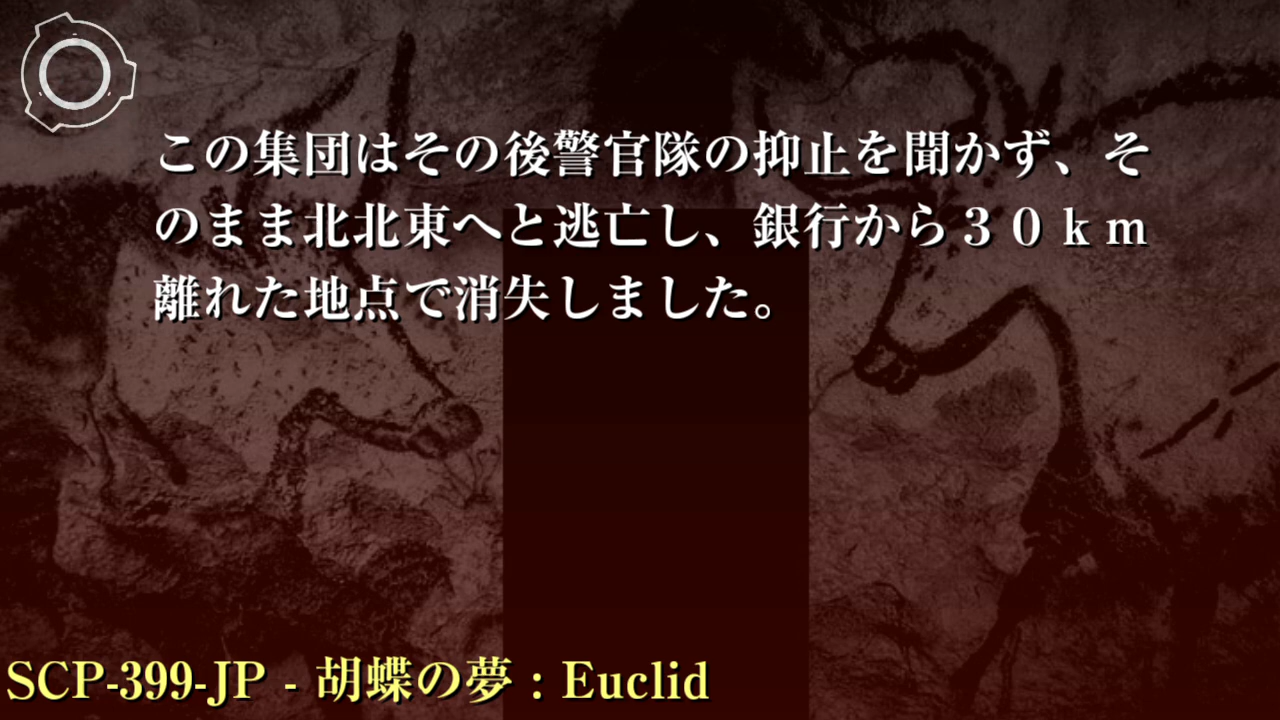 この集団はその後警官隊の抑止を聞かず、そ
のまま北北東へと逃亡し、銀行から３０ｋｍ
離れた地点で消失しました。
SCP-399-JP - 胡蝶の夢 : Euclid